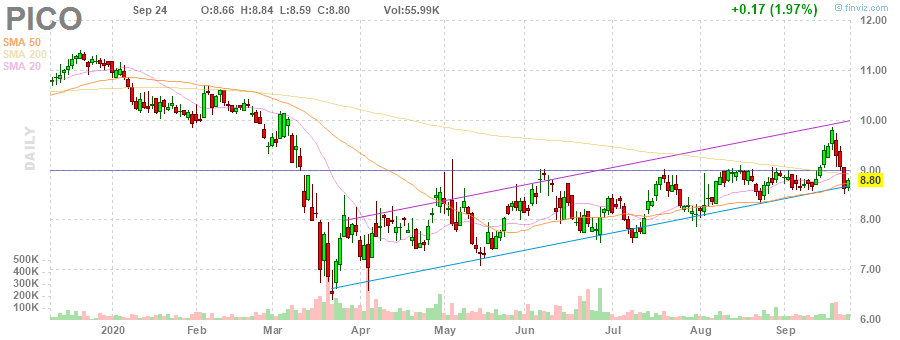 PICO
Sep 24 O:8.66 H:8.84 L:8.59 C:8.80 Vol:55.99K
+0.17 (1.97%)
© finviz.com
SMA 50
SMA 200
SMA 20
DAILY
12.00
11.00
10.00
9.00
8.80
8.00
7.00
6.00
500K
400K
300K
200K
100K
2020 Feb Mar Apr May Jun Jul Aug Sep